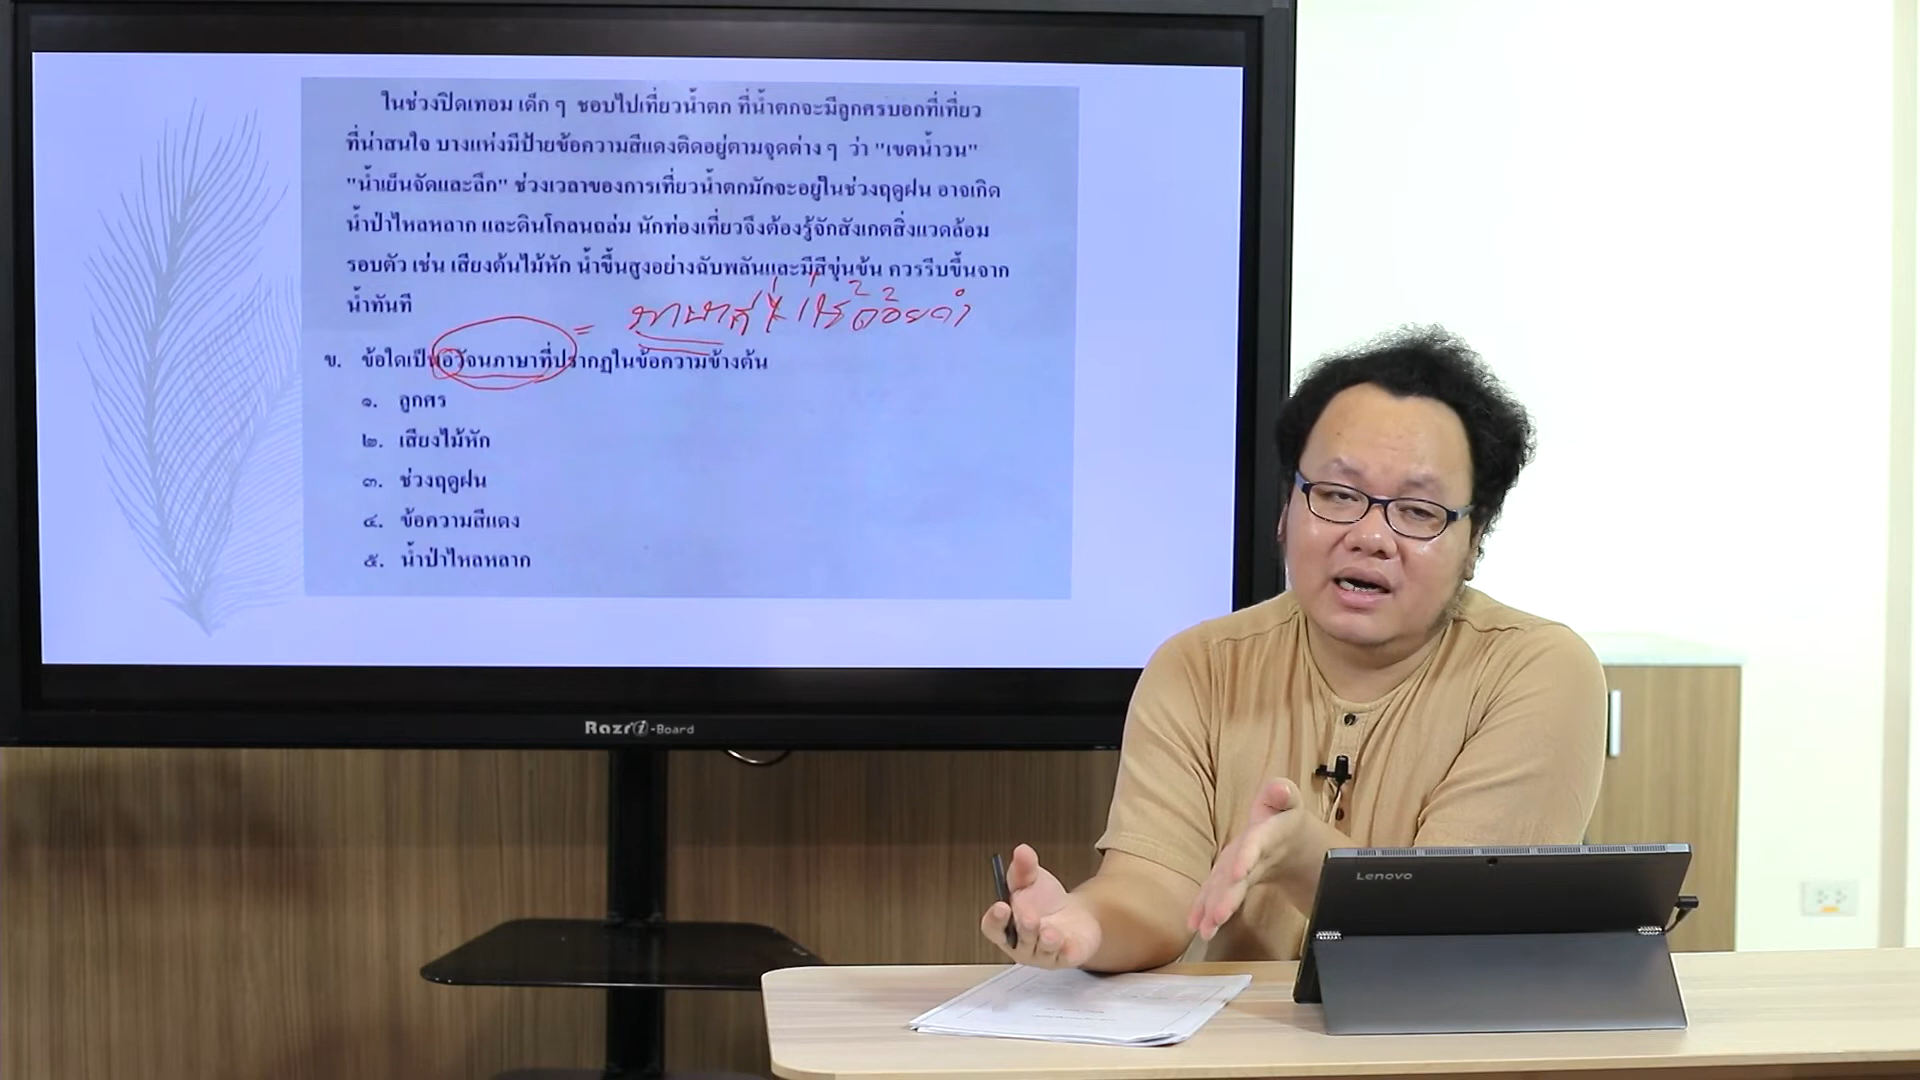 ในช่วงปิดเทอม เด็ก ๆ ชอบไปเที่ยวน้ำตก ที่น้ำตกจะมีลูกศรบอกที่เที่ยว
ที่น่าสนใจ บางแห่งมีป้ายข้อความสีแดงติดอยู่ตามจุดต่าง ๆ ว่า "เขตน้ำวน"
"น้ำเย็นจัดและลึก" ช่วงเวลาของการเที่ยวน้ำตกมักจะอยู่ในช่วงฤดูฝน อาจเกิด
น้ำป่าไหลหลาก และดินโคลนถล่ม นักท่องเที่ยวจึงต้องรู้จักสังเกตสิ่งแวดล้อม
รอบตัว เช่น เสียงต้นไม้หัก น้ำขึ้นสูงอย่างฉับพลันและมีสีขุ่นข้น ควรรีบขึ้นจาก
น้ำทันที
= ภาษาที่ไม่ใช้ถ้อยคำ
ข. ข้อใดเป็นอวัจนภาษาที่ปรากฏในข้อความข้างต้น
๑. ลูกศร
๒. เสียงไม้หัก
๓. ช่วงฤดูฝน
๔. ข้อความสีแดง
๕. น้ำป่าไหลหลาก
Razr i-Board
Lenovo